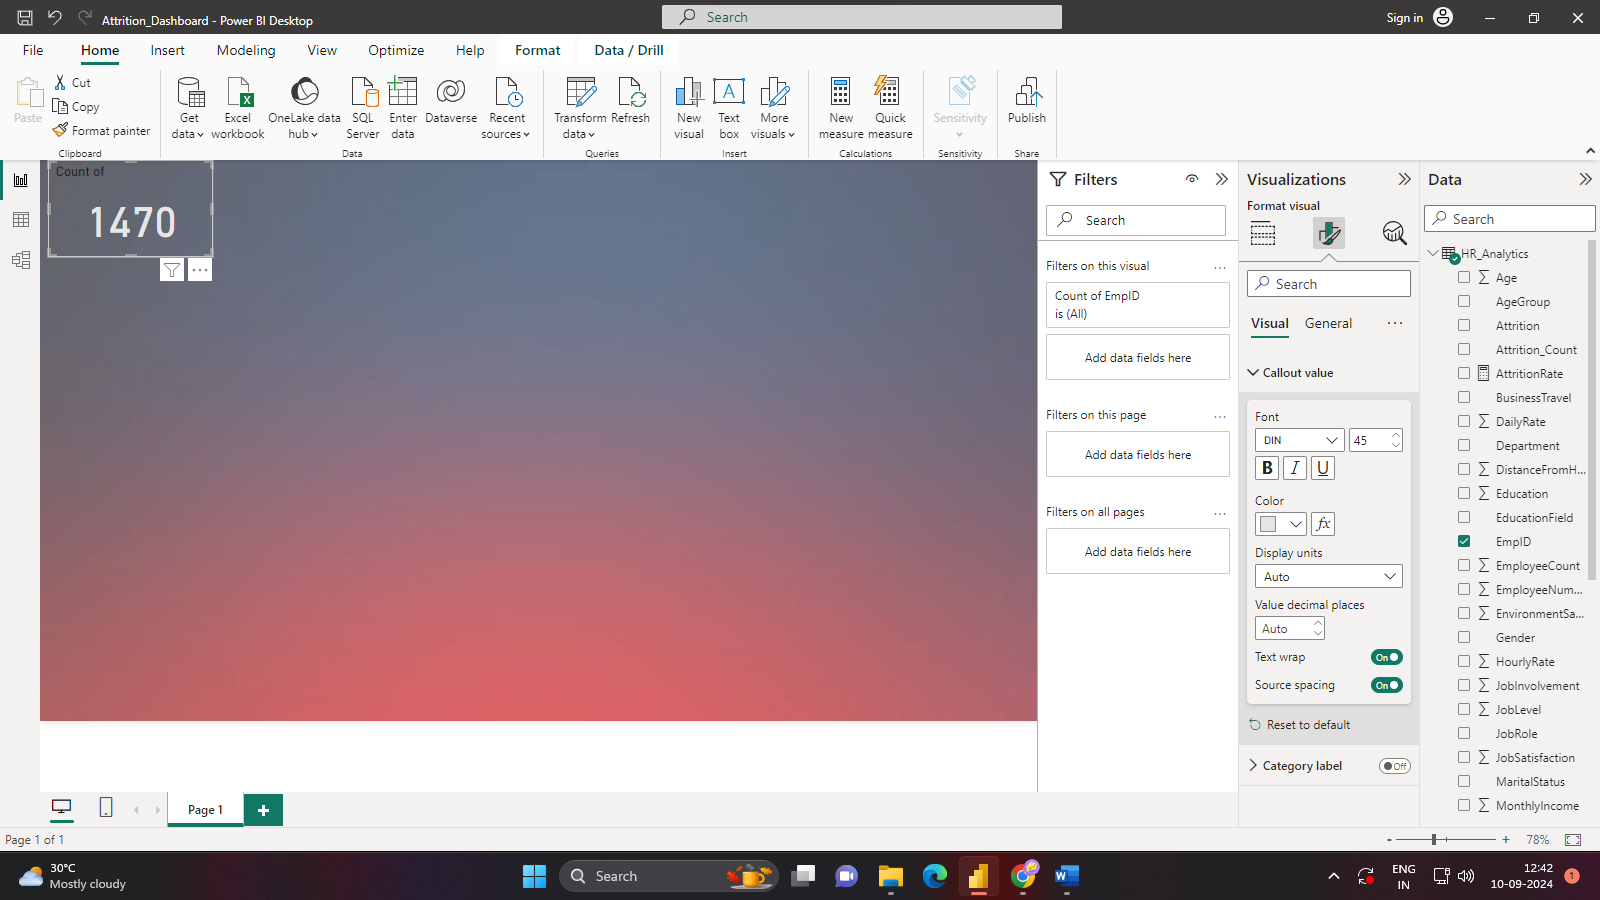 Attrition_Dashboard - Power BI Desktop
Search
Sign in
File
Home
Insert
Modeling
View
Optimize
Help
Format
Data / Drill
Paste
Cut
Copy
Format painter
Clipboard
Get data
Excel workbook
OneLake data hub
SQL Server
Enter data
Dataverse
Recent sources
Data
Transform data
Refresh
Queries
New visual
Text box
More visuals
Insert
New measure
Quick measure
Calculations
Sensitivity
Sensitivity
Publish
Share
Count of
1470
Filters
Search
Filters on this visual
Count of EmpID
is (All)
Add data fields here
Filters on this page
Add data fields here
Filters on all pages
Add data fields here
Visualizations
Format visual
Search
Visual
General
Callout value
Font
DIN
45
B
I
U
Color
fx
Display units
Auto
Value decimal places
Auto
Text wrap
On
Source spacing
On
Reset to default
Category label
Off
Data
Search
HR_Analytics
Age
AgeGroup
Attrition
Attrition_Count
AttritionRate
BusinessTravel
DailyRate
Department
DistanceFromH...
Education
EducationField
EmpID
EmployeeCount
EmployeeNum...
EnvironmentSa...
Gender
HourlyRate
JobInvolvement
JobLevel
JobRole
JobSatisfaction
MaritalStatus
MonthlyIncome
Page 1
Page 1 of 1
78%
30°C
Mostly cloudy
Search
ENG
IN
12:42
10-09-2024
1